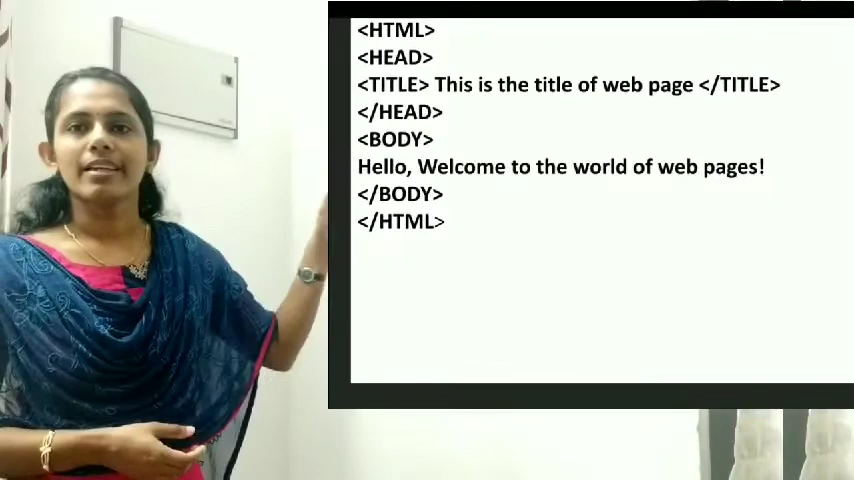 <HTML>
<HEAD>
<TITLE> This is the title of web page </TITLE>
</HEAD>
<BODY>
Hello, Welcome to the world of web pages!
</BODY>
</HTML>